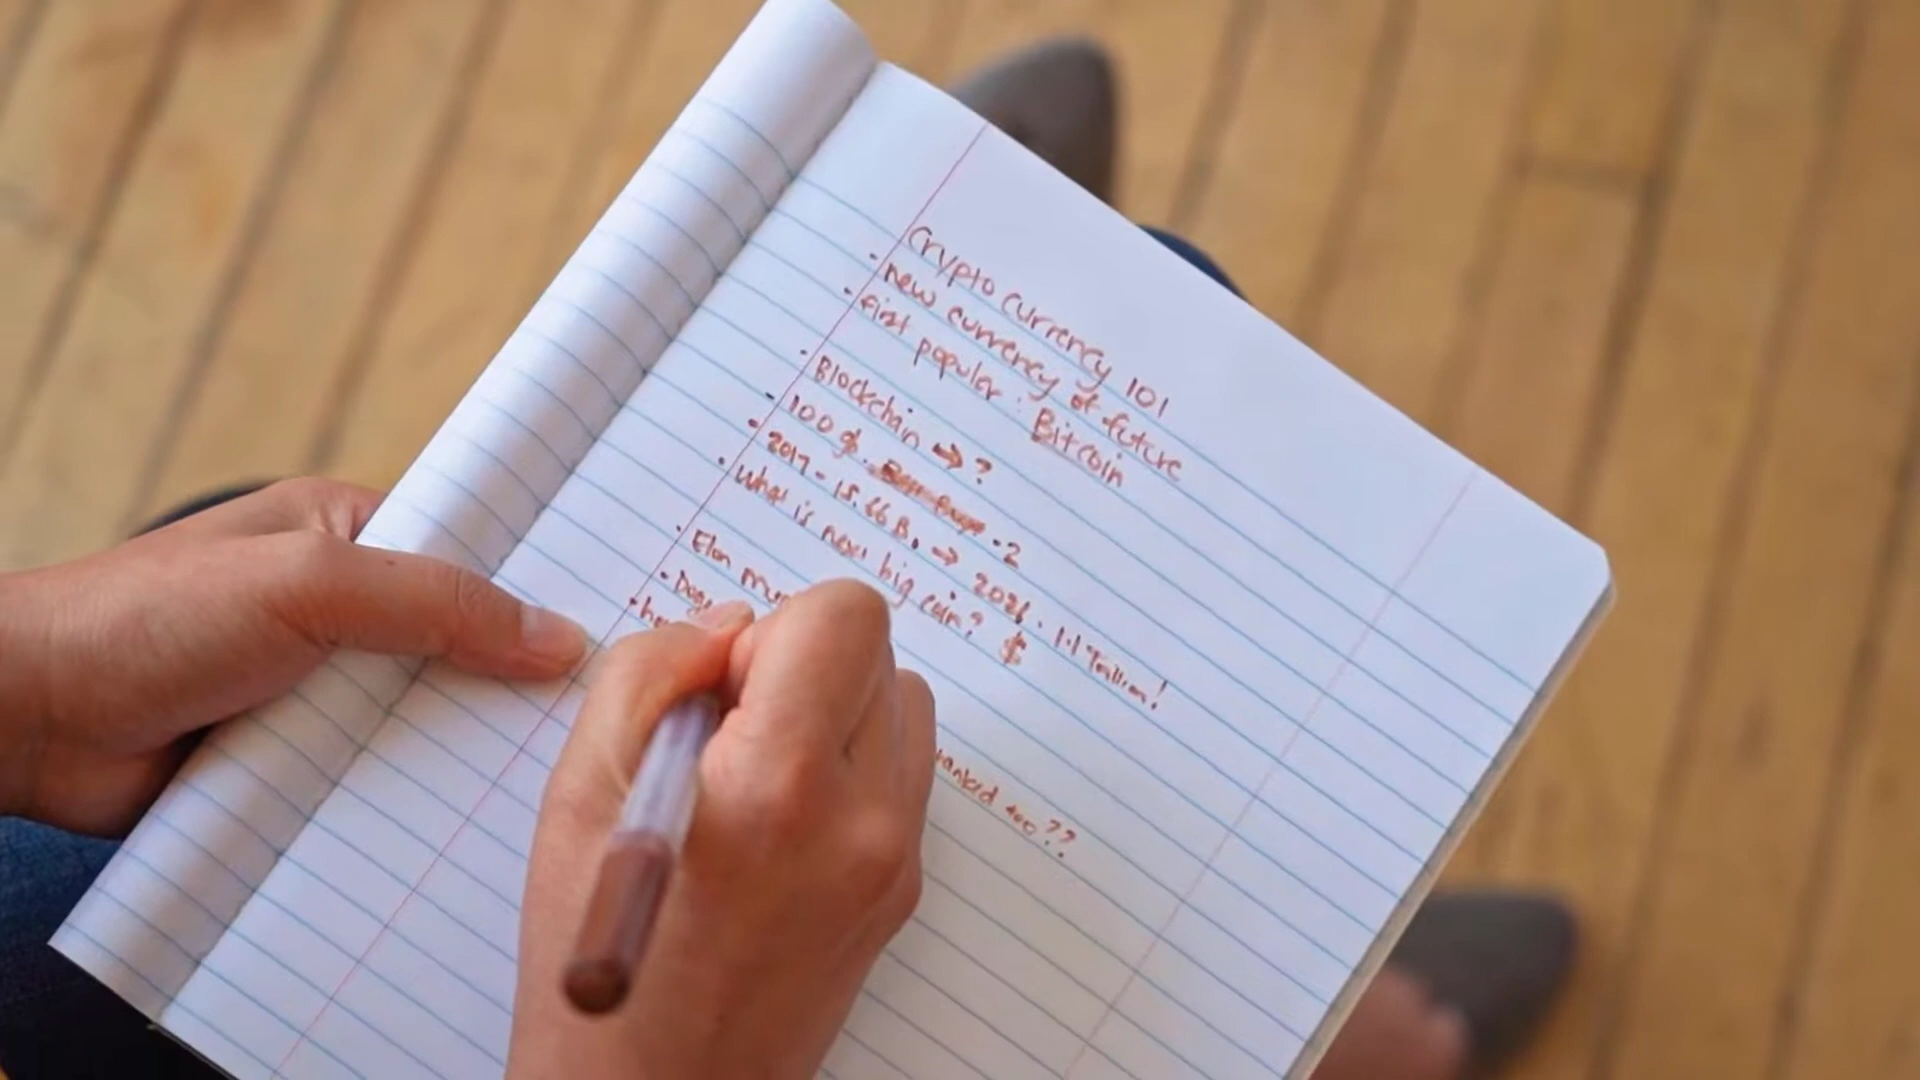 Crypto Currency 101
· new currency of future
· first popular : Bitcoin
· Blockchain → ?
- 100 $. - 2
· 2017 - 15.66 B. → 2021 · 1.1 Trillion!
· What is next big coin? $
· Elon
· Doge
tanked too??